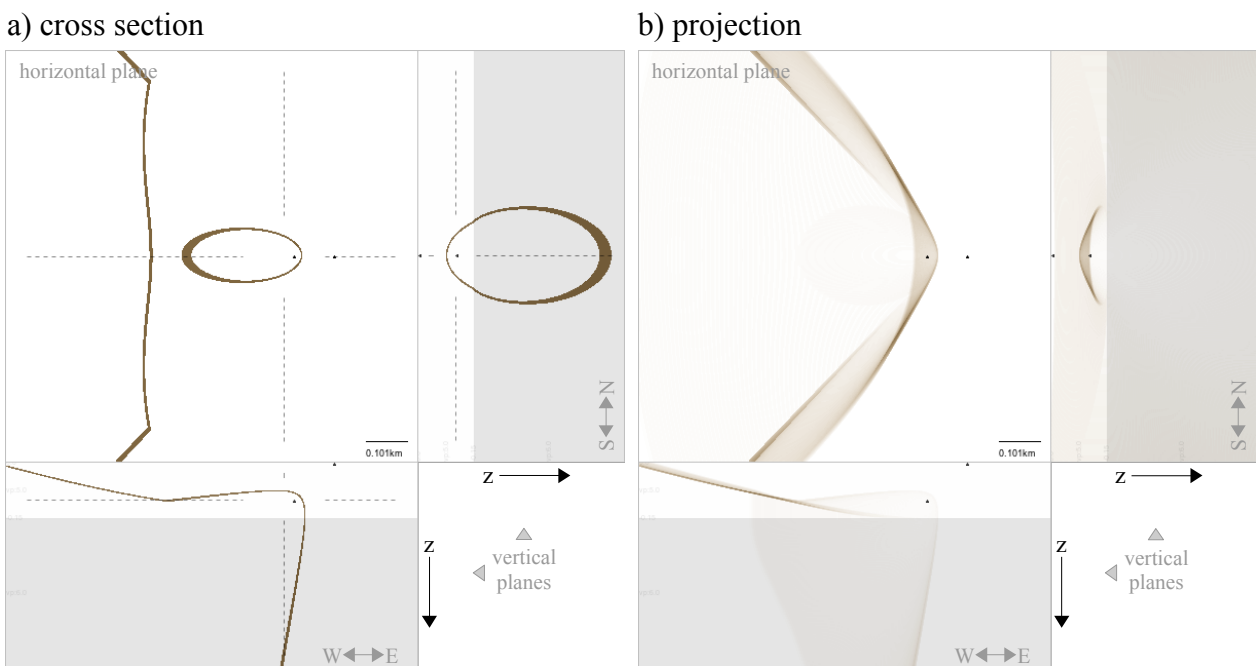 a) cross section
b) projection
horizontal plane
horizontal plane
S N
S N
0.101km
0.101km
z
z
z
z
vertical
planes
vertical
planes
W E
W E